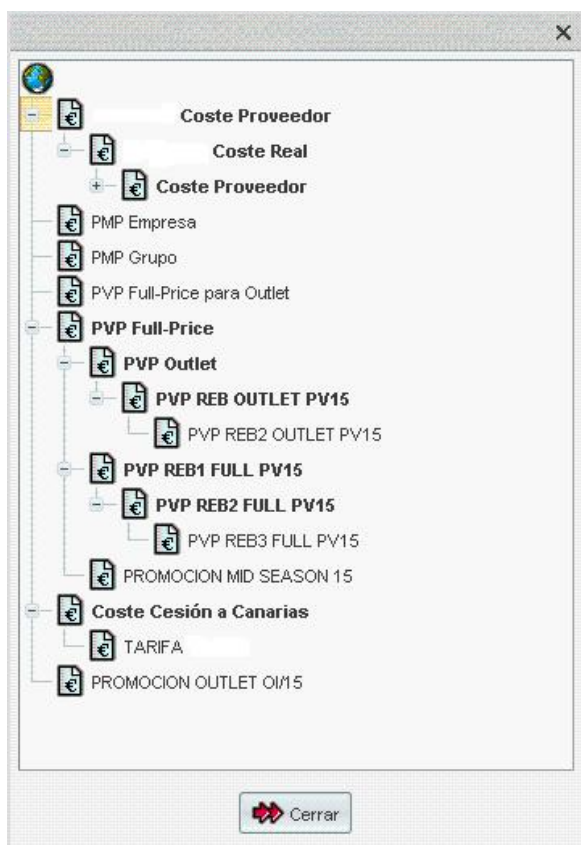 Coste Proveedor
Coste Real
Coste Proveedor
PMP Empresa
PMP Grupo
PVP Full-Price para Outlet
PVP Full-Price
PVP Outlet
PVP REB OUTLET PV15
PVP REB2 OUTLET PV15
PVP REB1 FULL PV15
PVP REB2 FULL PV15
PVP REB3 FULL PV15
PROMOCION MID SEASON 15
Coste Cesión a Canarias
TARIFA
PROMOCION OUTLET OI/15
Cerrar